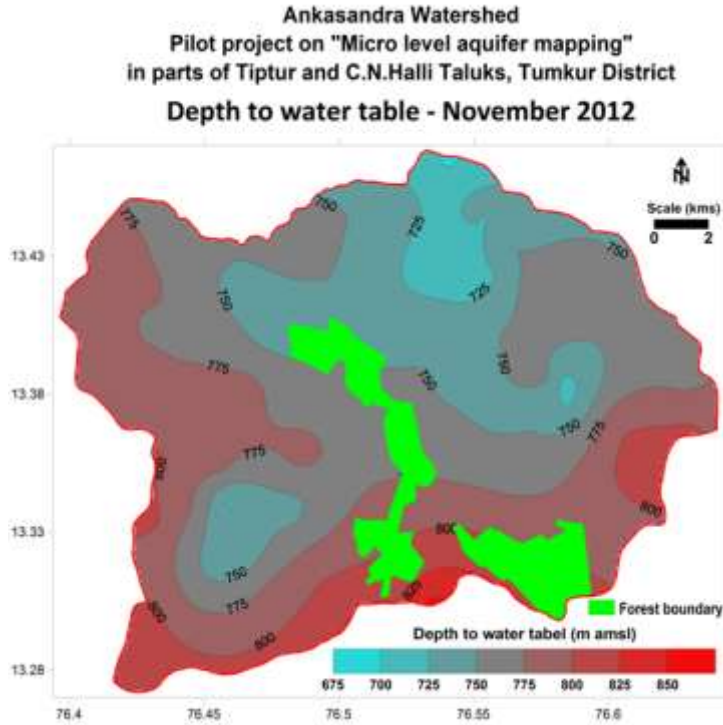 Ankasandra Watershed
Pilot project on "Micro level aquifer mapping"
in parts of Tiptur and C.N.Halli Taluks, Tumkur District
Depth to water table - November 2012
N
Scale (kms)
0 2
775
750
725
750
13.43
750
725
775
750
750
13.38
750
775
775
800
800
13.33
800
750
775
825
800
800
Forest boundary
Depth to water tabel (m amsl)
13.28
675 700 725 750 775 800 825 850
76.4 76.45 76.5 76.55 76.6